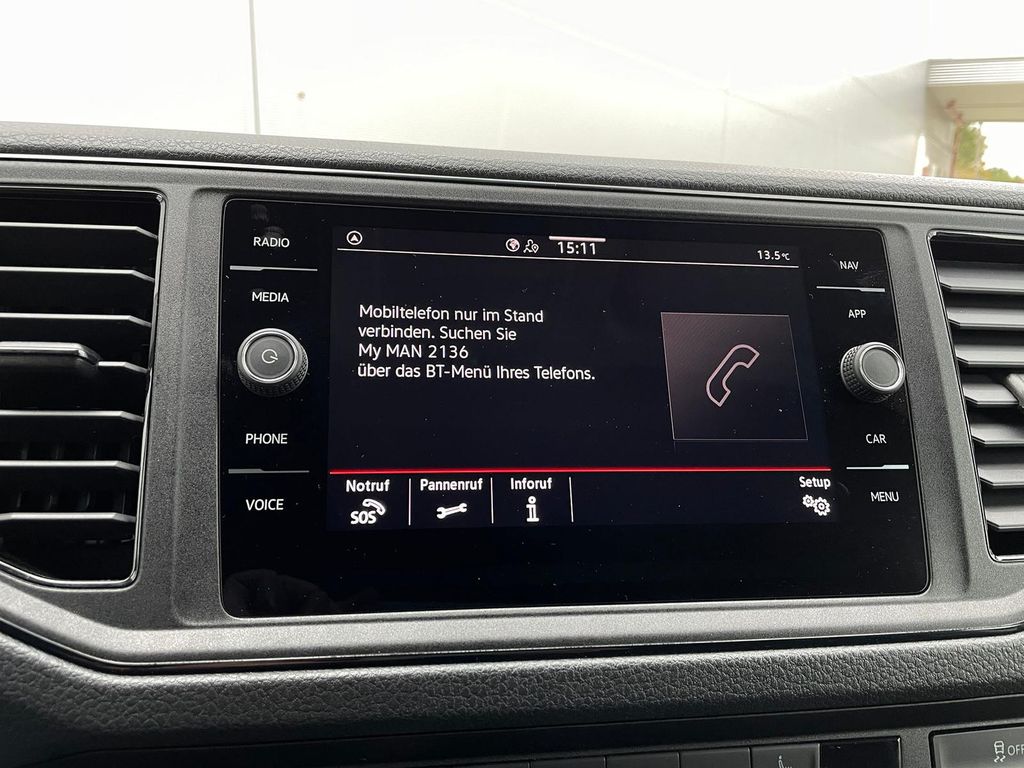 RADIO
MEDIA
PHONE
VOICE
15:11
13.5°C
Mobiltelefon nur im Stand
verbinden. Suchen Sie
My MAN 2136
über das BT-Menü Ihres Telefons.
Notruf
SOS
Pannenruf
Inforuf
i
Setup
NAV
APP
CAR
MENU
OFF